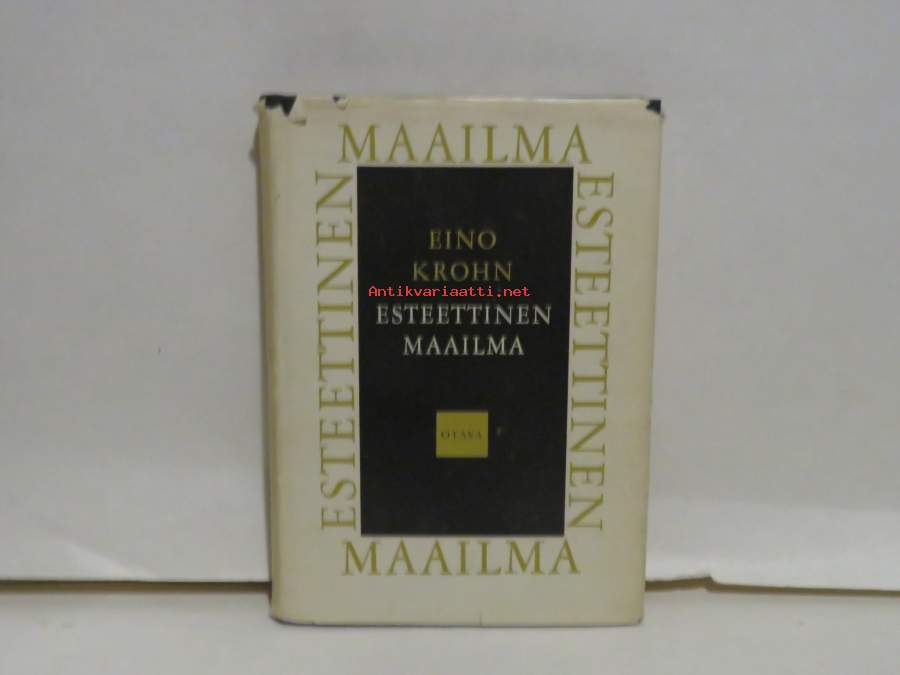 MAAILMA
ESTEETTINEN
ESTEETTINEN
EINO
KROHN
Antikvariaatti.net
ESTEETTINEN
MAAILMA
OTAVA
MAAILMA